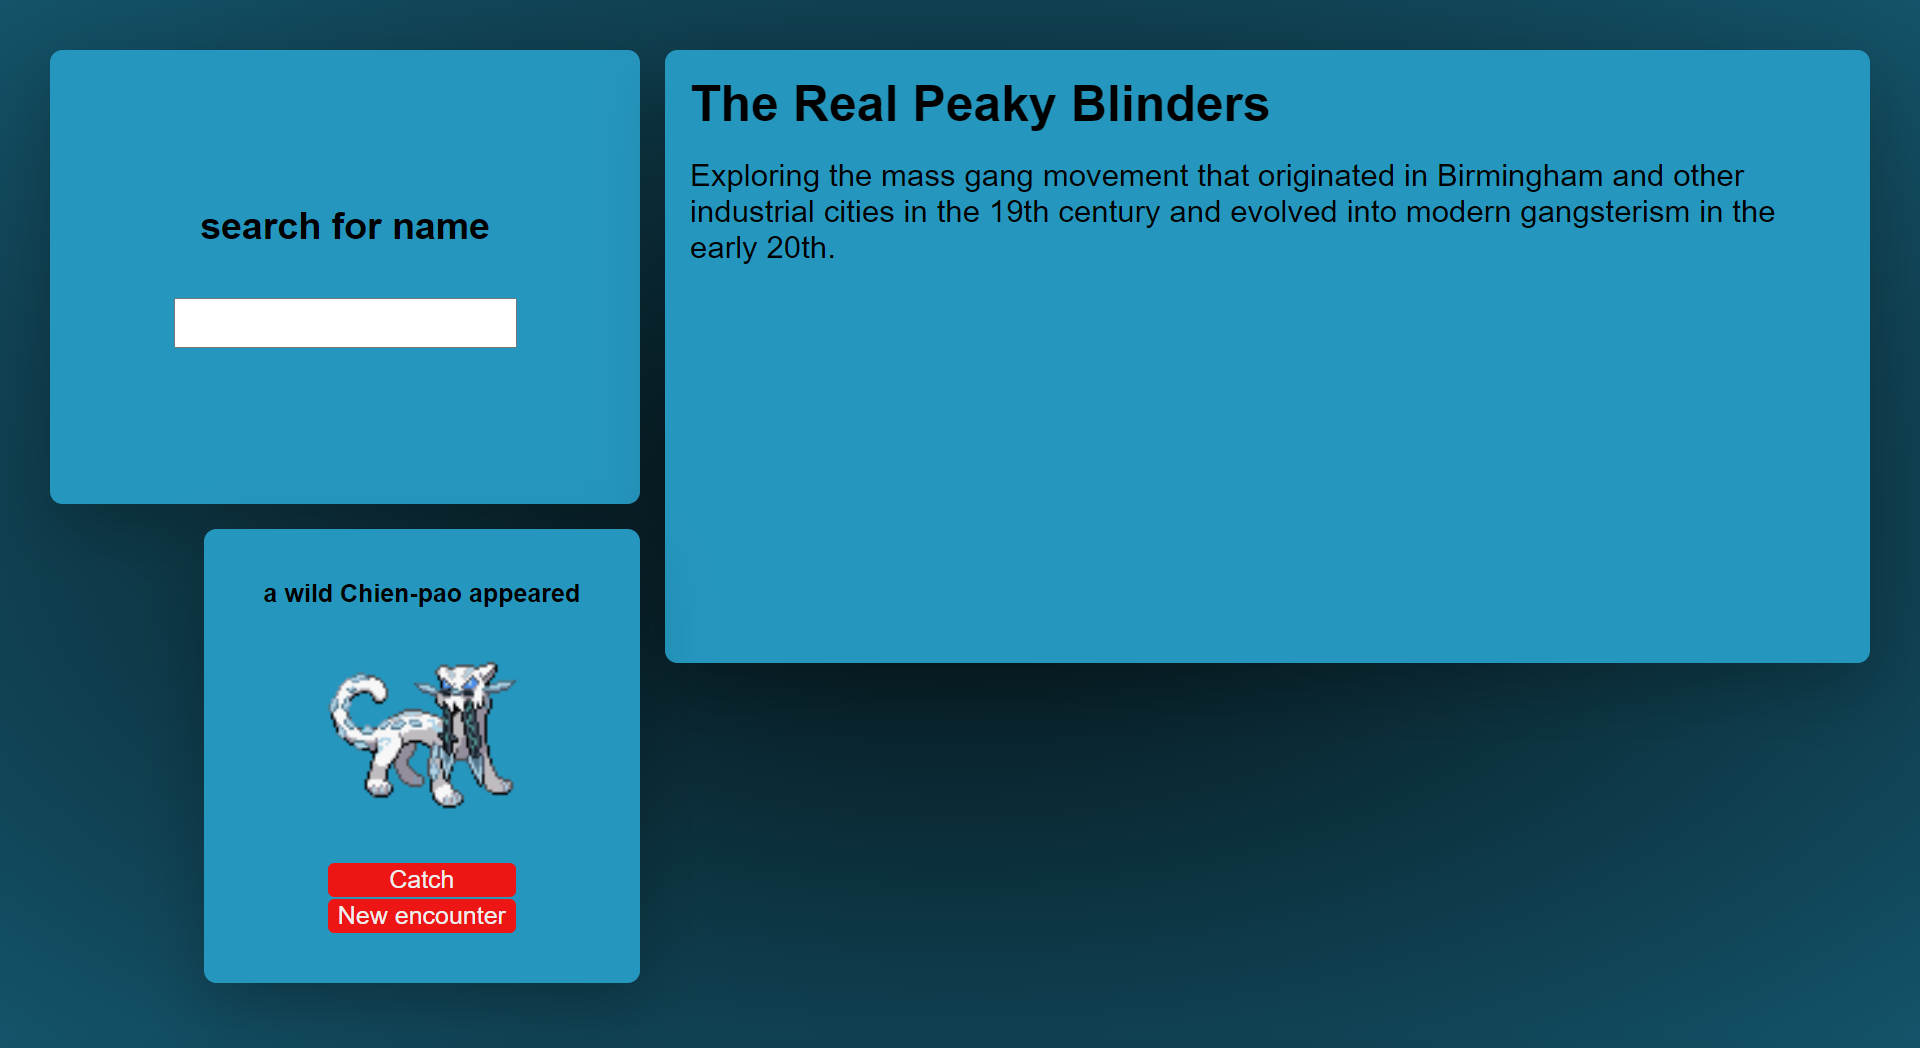 search for name
The Real Peaky Blinders
Exploring the mass gang movement that originated in Birmingham and other
industrial cities in the 19th century and evolved into modern gangsterism in the
early 20th.
a wild Chien-pao appeared
Catch
New encounter